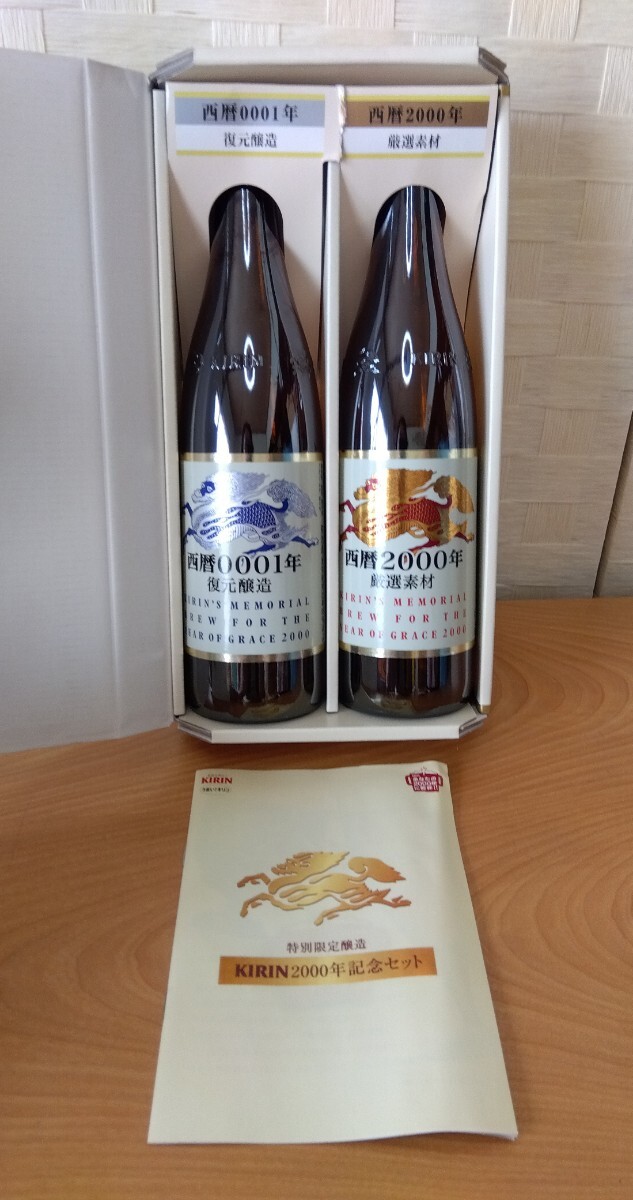 西暦0001年
復元醸造
西暦2000年
厳選素材
KIRIN
KIRIN
西暦0001年
復元醸造
KIRIN'S MEMORIAL
BREW FOR THE
YEAR OF GRACE 2000
西暦2000年
厳選素材
KIRIN'S MEMORIAL
BREW FOR THE
YEAR OF GRACE 2000
KIRIN
特別限定醸造
KIRIN2000年記念セット